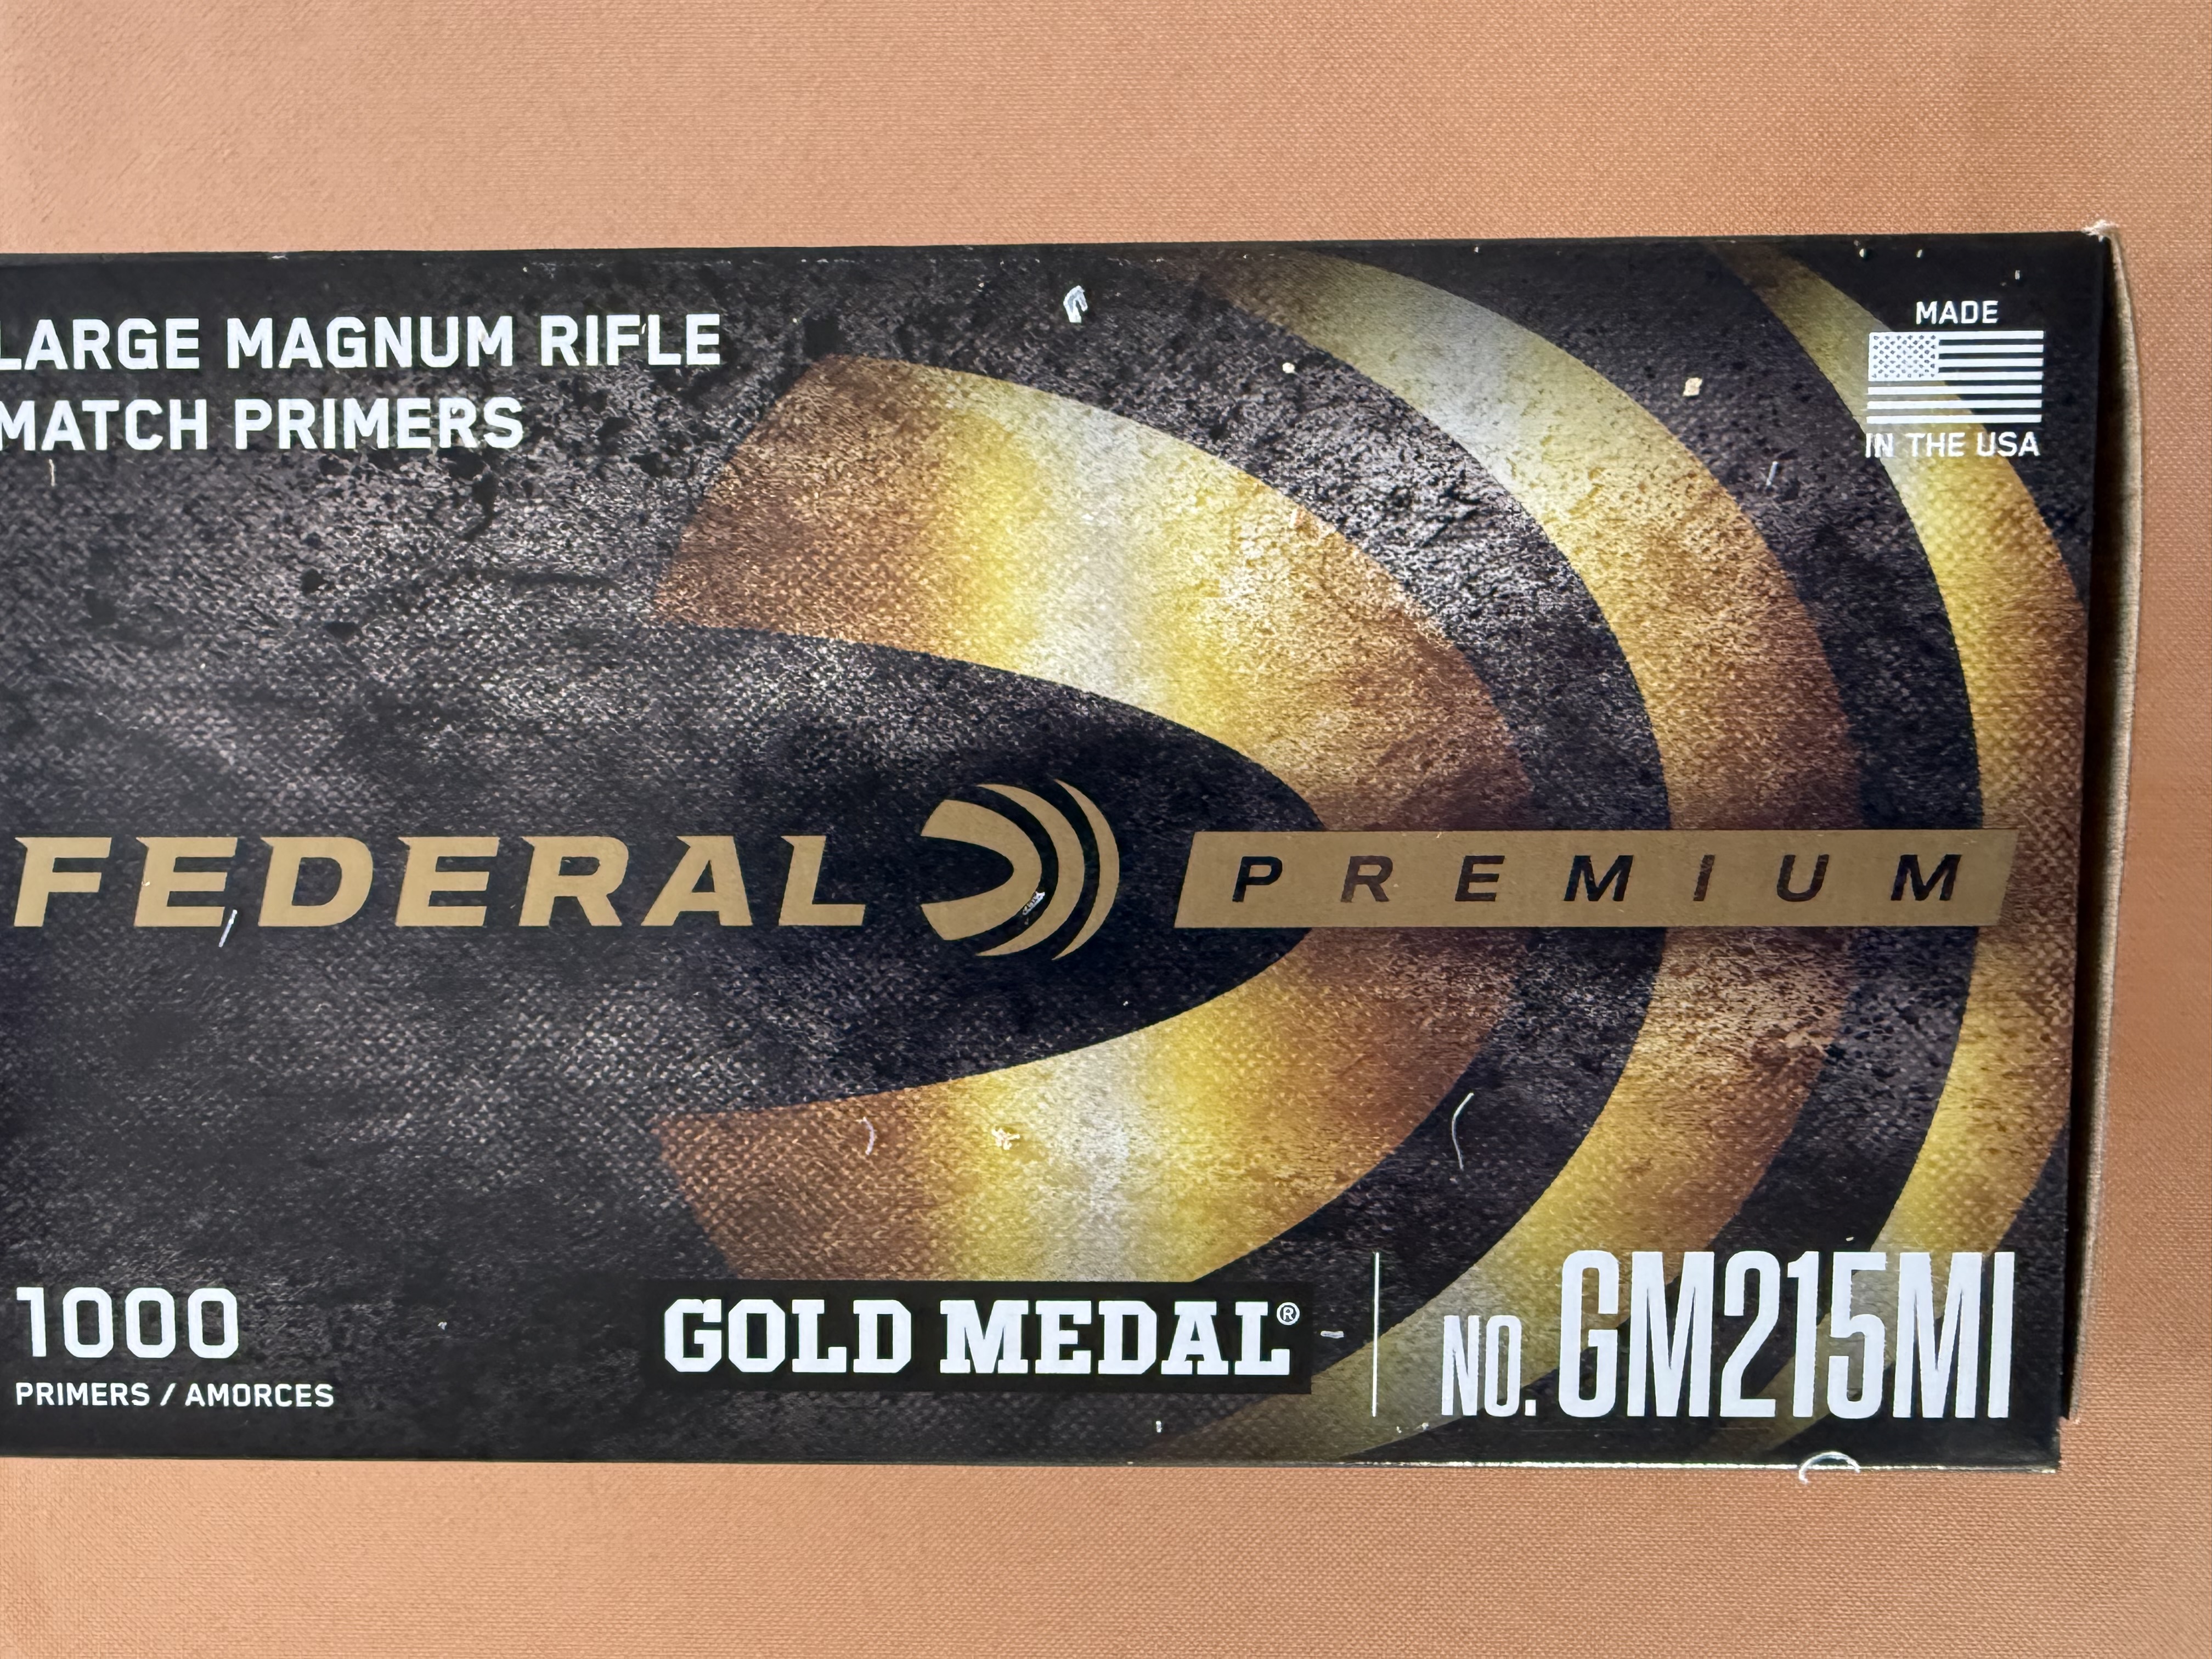 LARGE MAGNUM RIFLE
MATCH PRIMERS
MADE
IN THE USA
FEDERAL PREMIUM
1000
PRIMERS / AMORCES
GOLD MEDAL®
NO. GM215MI